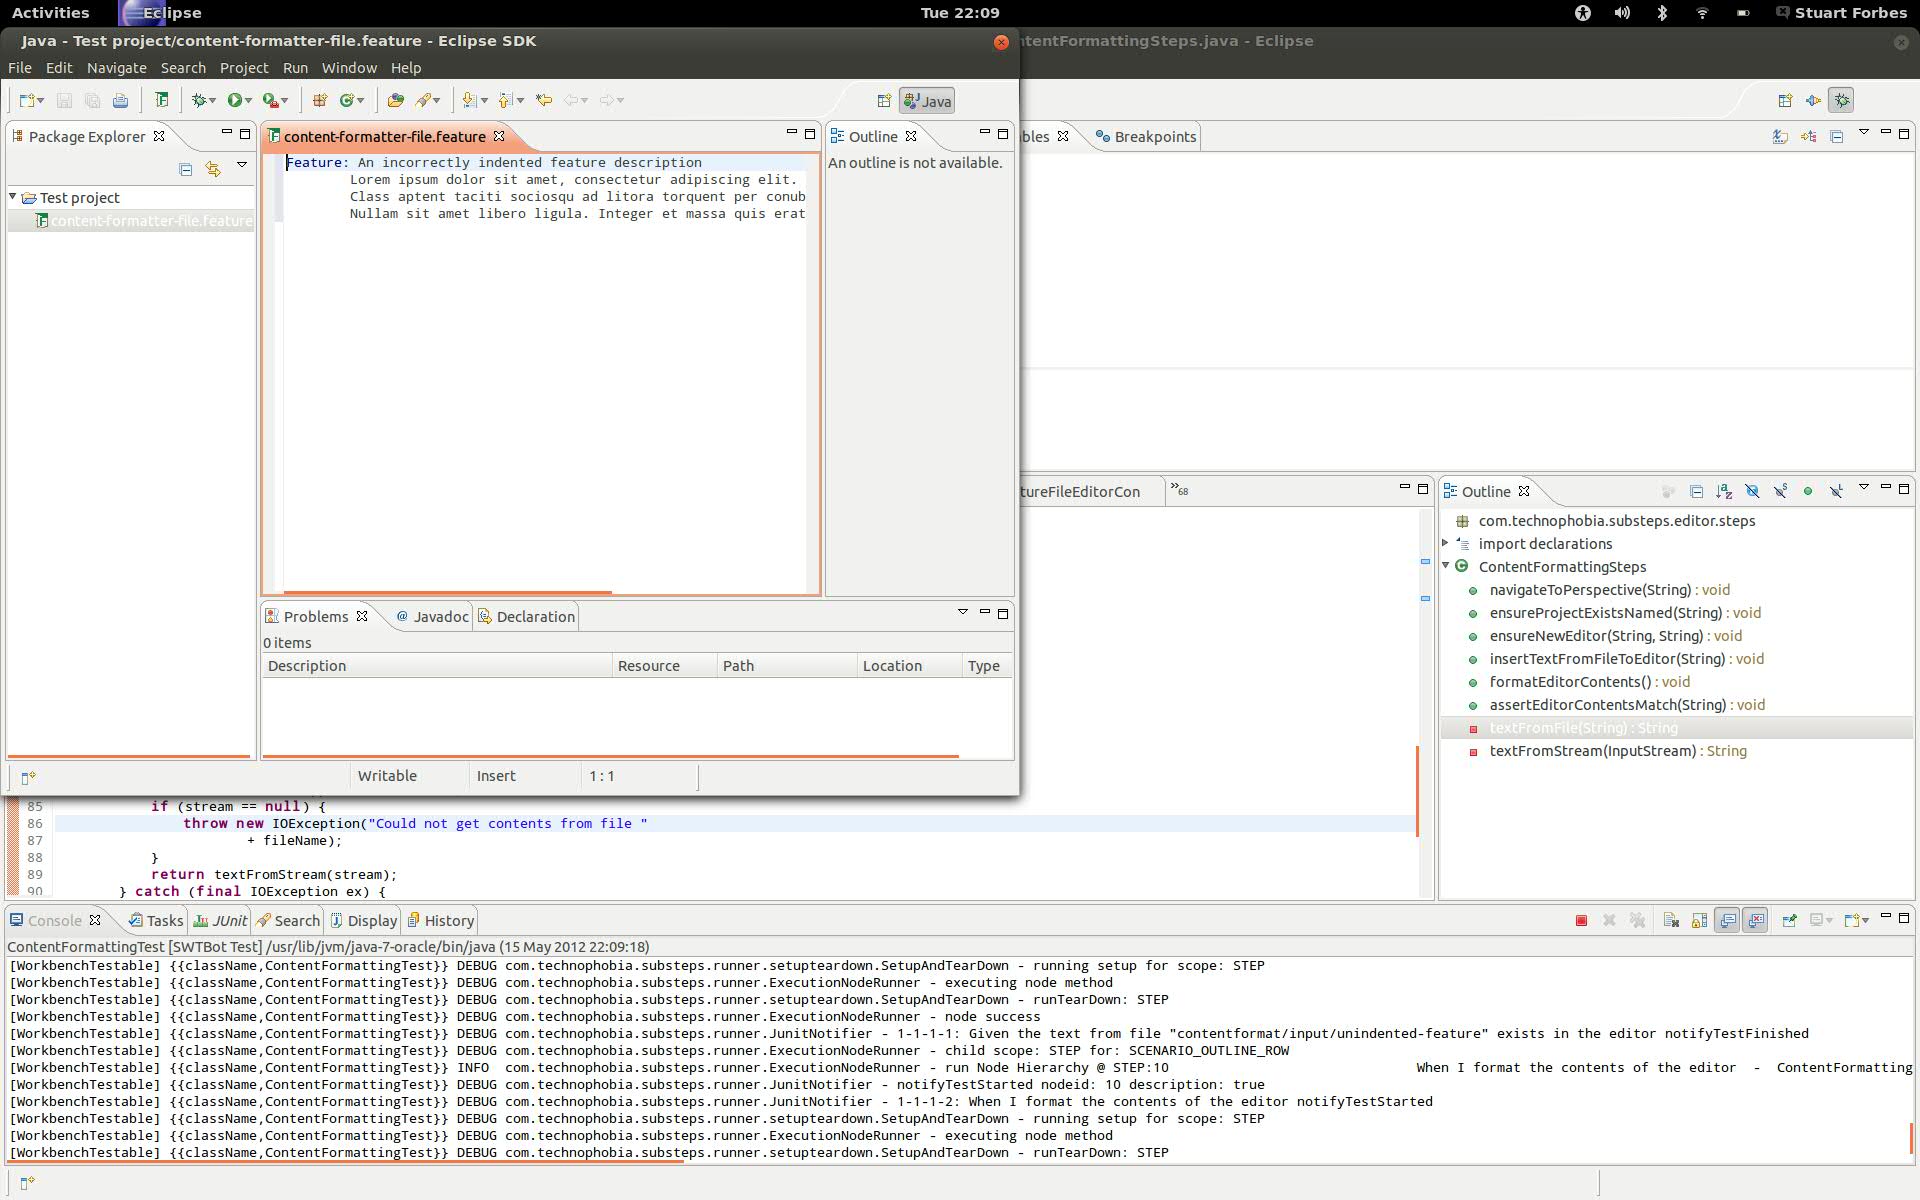 Activities Eclipse Tue 22:09 Stuart Forbes
Java - Test project/content-formatter-file.feature - Eclipse SDK
ntentFormattingSteps.java - Eclipse
File Edit Navigate Search Project Run Window Help
Java
Package Explorer
content-formatter-file.feature
Outline
bles Breakpoints
Test project
content-formatter-file.feature
Feature: An incorrectly indented feature description
Lorem ipsum dolor sit amet, consectetur adipiscing elit.
Class aptent taciti sociosqu ad litora torquent per conub
Nullam sit amet libero ligula. Integer et massa quis erat
An outline is not available.
Problems Javadoc Declaration
0 items
Description Resource Path Location Type
Writable Insert 1 : 1
tureFileEditorCon 68
Outline
com.technophobia.substeps.editor.steps
import declarations
ContentFormattingSteps
navigateToPerspective(String) : void
ensureProjectExistsNamed(String) : void
ensureNewEditor(String, String) : void
insertTextFromFileToEditor(String) : void
formatEditorContents() : void
assertEditorContentsMatch(String) : void
textFromFile(String) : String
textFromStream(InputStream) : String
85 if (stream == null) {
86 throw new IOException("Could not get contents from file "
87 + fileName);
88 }
89 return textFromStream(stream);
90 } catch (final IOException ex) {
Console Tasks JUnit Search Display History
ContentFormattingTest [SWTBot Test] /usr/lib/jvm/java-7-oracle/bin/java (15 May 2012 22:09:18)
[WorkbenchTestable] {{className,ContentFormattingTest}} DEBUG com.technophobia.substeps.runner.setupteardown.SetupAndTearDown - running setup for scope: STEP
[WorkbenchTestable] {{className,ContentFormattingTest}} DEBUG com.technophobia.substeps.runner.ExecutionNodeRunner - executing node method
[WorkbenchTestable] {{className,ContentFormattingTest}} DEBUG com.technophobia.substeps.runner.setupteardown.SetupAndTearDown - runTearDown: STEP
[WorkbenchTestable] {{className,ContentFormattingTest}} DEBUG com.technophobia.substeps.runner.ExecutionNodeRunner - node success
[WorkbenchTestable] {{className,ContentFormattingTest}} DEBUG com.technophobia.substeps.runner.JunitNotifier - 1-1-1-1: Given the text from file "contentformat/input/unindented-feature" exists in the editor notifyTestFinished
[WorkbenchTestable] {{className,ContentFormattingTest}} DEBUG com.technophobia.substeps.runner.ExecutionNodeRunner - child scope: STEP for: SCENARIO_OUTLINE_ROW
[WorkbenchTestable] {{className,ContentFormattingTest}} INFO com.technophobia.substeps.runner.ExecutionNodeRunner - run Node Hierarchy @ STEP:10 When I format the contents of the editor - ContentFormatting
[WorkbenchTestable] {{className,ContentFormattingTest}} DEBUG com.technophobia.substeps.runner.JunitNotifier - notifyTestStarted nodeid: 10 description: true
[WorkbenchTestable] {{className,ContentFormattingTest}} DEBUG com.technophobia.substeps.runner.JunitNotifier - 1-1-1-2: When I format the contents of the editor notifyTestStarted
[WorkbenchTestable] {{className,ContentFormattingTest}} DEBUG com.technophobia.substeps.runner.setupteardown.SetupAndTearDown - running setup for scope: STEP
[WorkbenchTestable] {{className,ContentFormattingTest}} DEBUG com.technophobia.substeps.runner.ExecutionNodeRunner - executing node method
[WorkbenchTestable] {{className,ContentFormattingTest}} DEBUG com.technophobia.substeps.runner.setupteardown.SetupAndTearDown - runTearDown: STEP